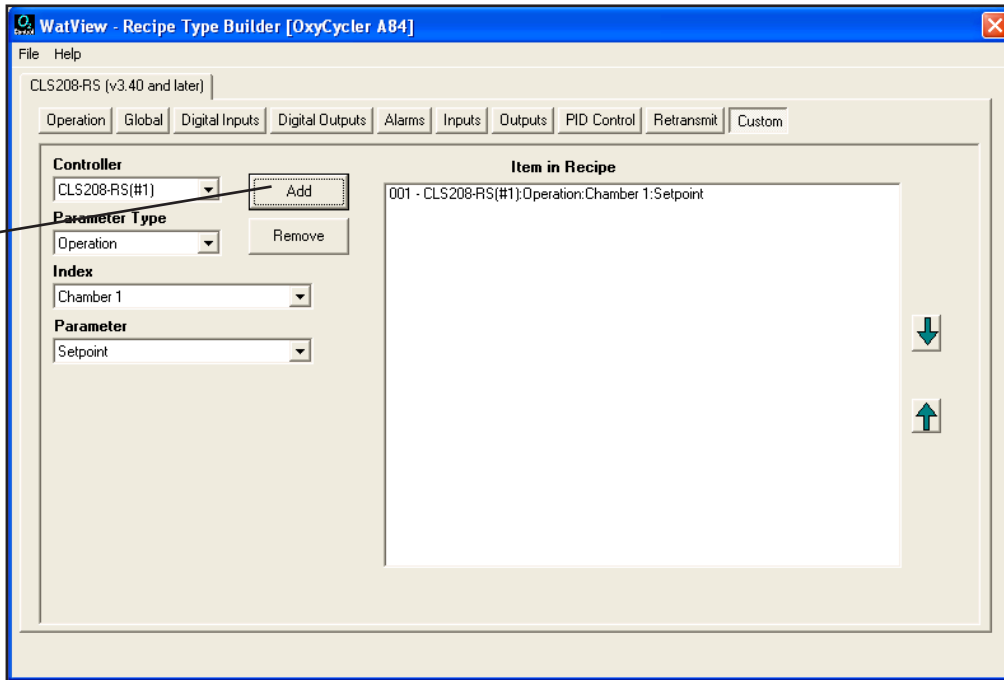 WatView - Recipe Type Builder [OxyCycler A84]
File Help
CLS208-RS (v3.40 and later)
Operation Global Digital Inputs Digital Outputs Alarms Inputs Outputs PID Control Retransmit Custom
Controller
CLS208-RS(#1)
Add
Parameter Type
Operation
Remove
Index
Chamber 1
Parameter
Setpoint
Item in Recipe
001 - CLS208-RS(#1):Operation:Chamber 1:Setpoint